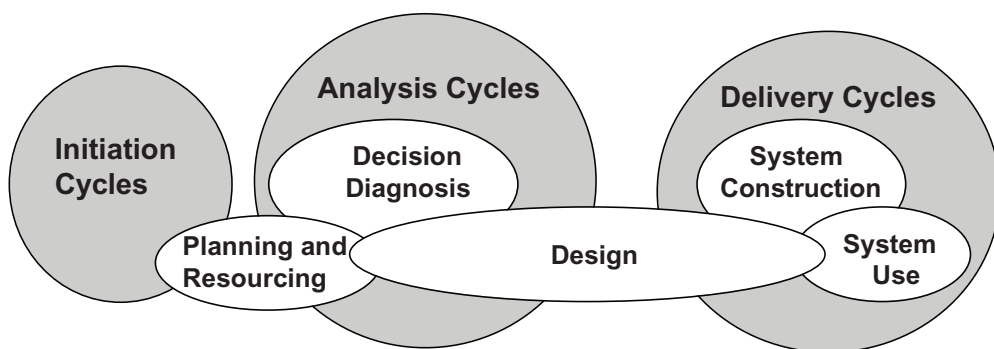 Initiation
Cycles
Analysis Cycles
Decision
Diagnosis
Planning and
Resourcing
Design
Delivery Cycles
System
Construction
System
Use